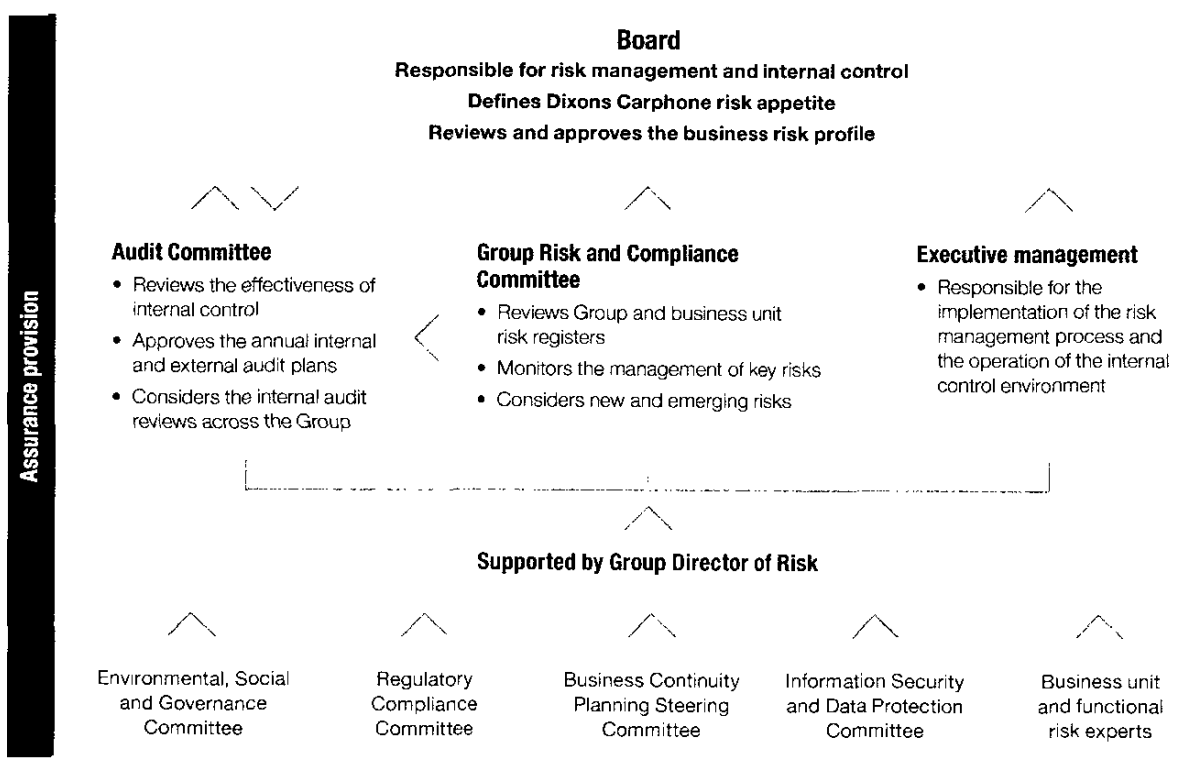 Assurance provision
Board
Responsible for risk management and internal control
Defines Dixons Carphone risk appetite
Reviews and approves the business risk profile
Audit Committee
• Reviews the effectiveness of
internal control
• Approves the annual internal
and external audit plans
• Considers the internal audit
reviews across the Group
Group Risk and Compliance
Committee
• Reviews Group and business unit
risk registers
• Monitors the management of key risks
• Considers new and emerging risks
Executive management
• Responsible for the
implementation of the risk
management process and
the operation of the internal
control environment
Supported by Group Director of Risk
Environmental, Social
and Governance
Committee
Regulatory
Compliance
Committee
Business Continuity
Planning Steering
Committee
Information Security
and Data Protection
Committee
Business unit
and functional
risk experts